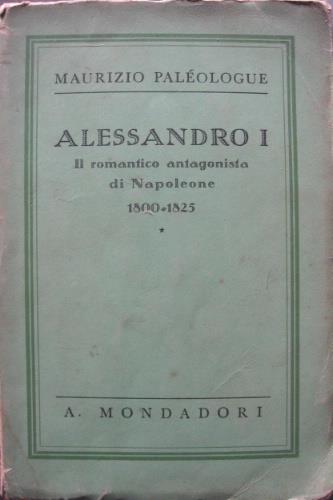 MAURIZIO PALÉOLOGUE
ALESSANDRO I
Il romantico antagonista
di Napoleone
1800-1825
*
A. MONDADORI